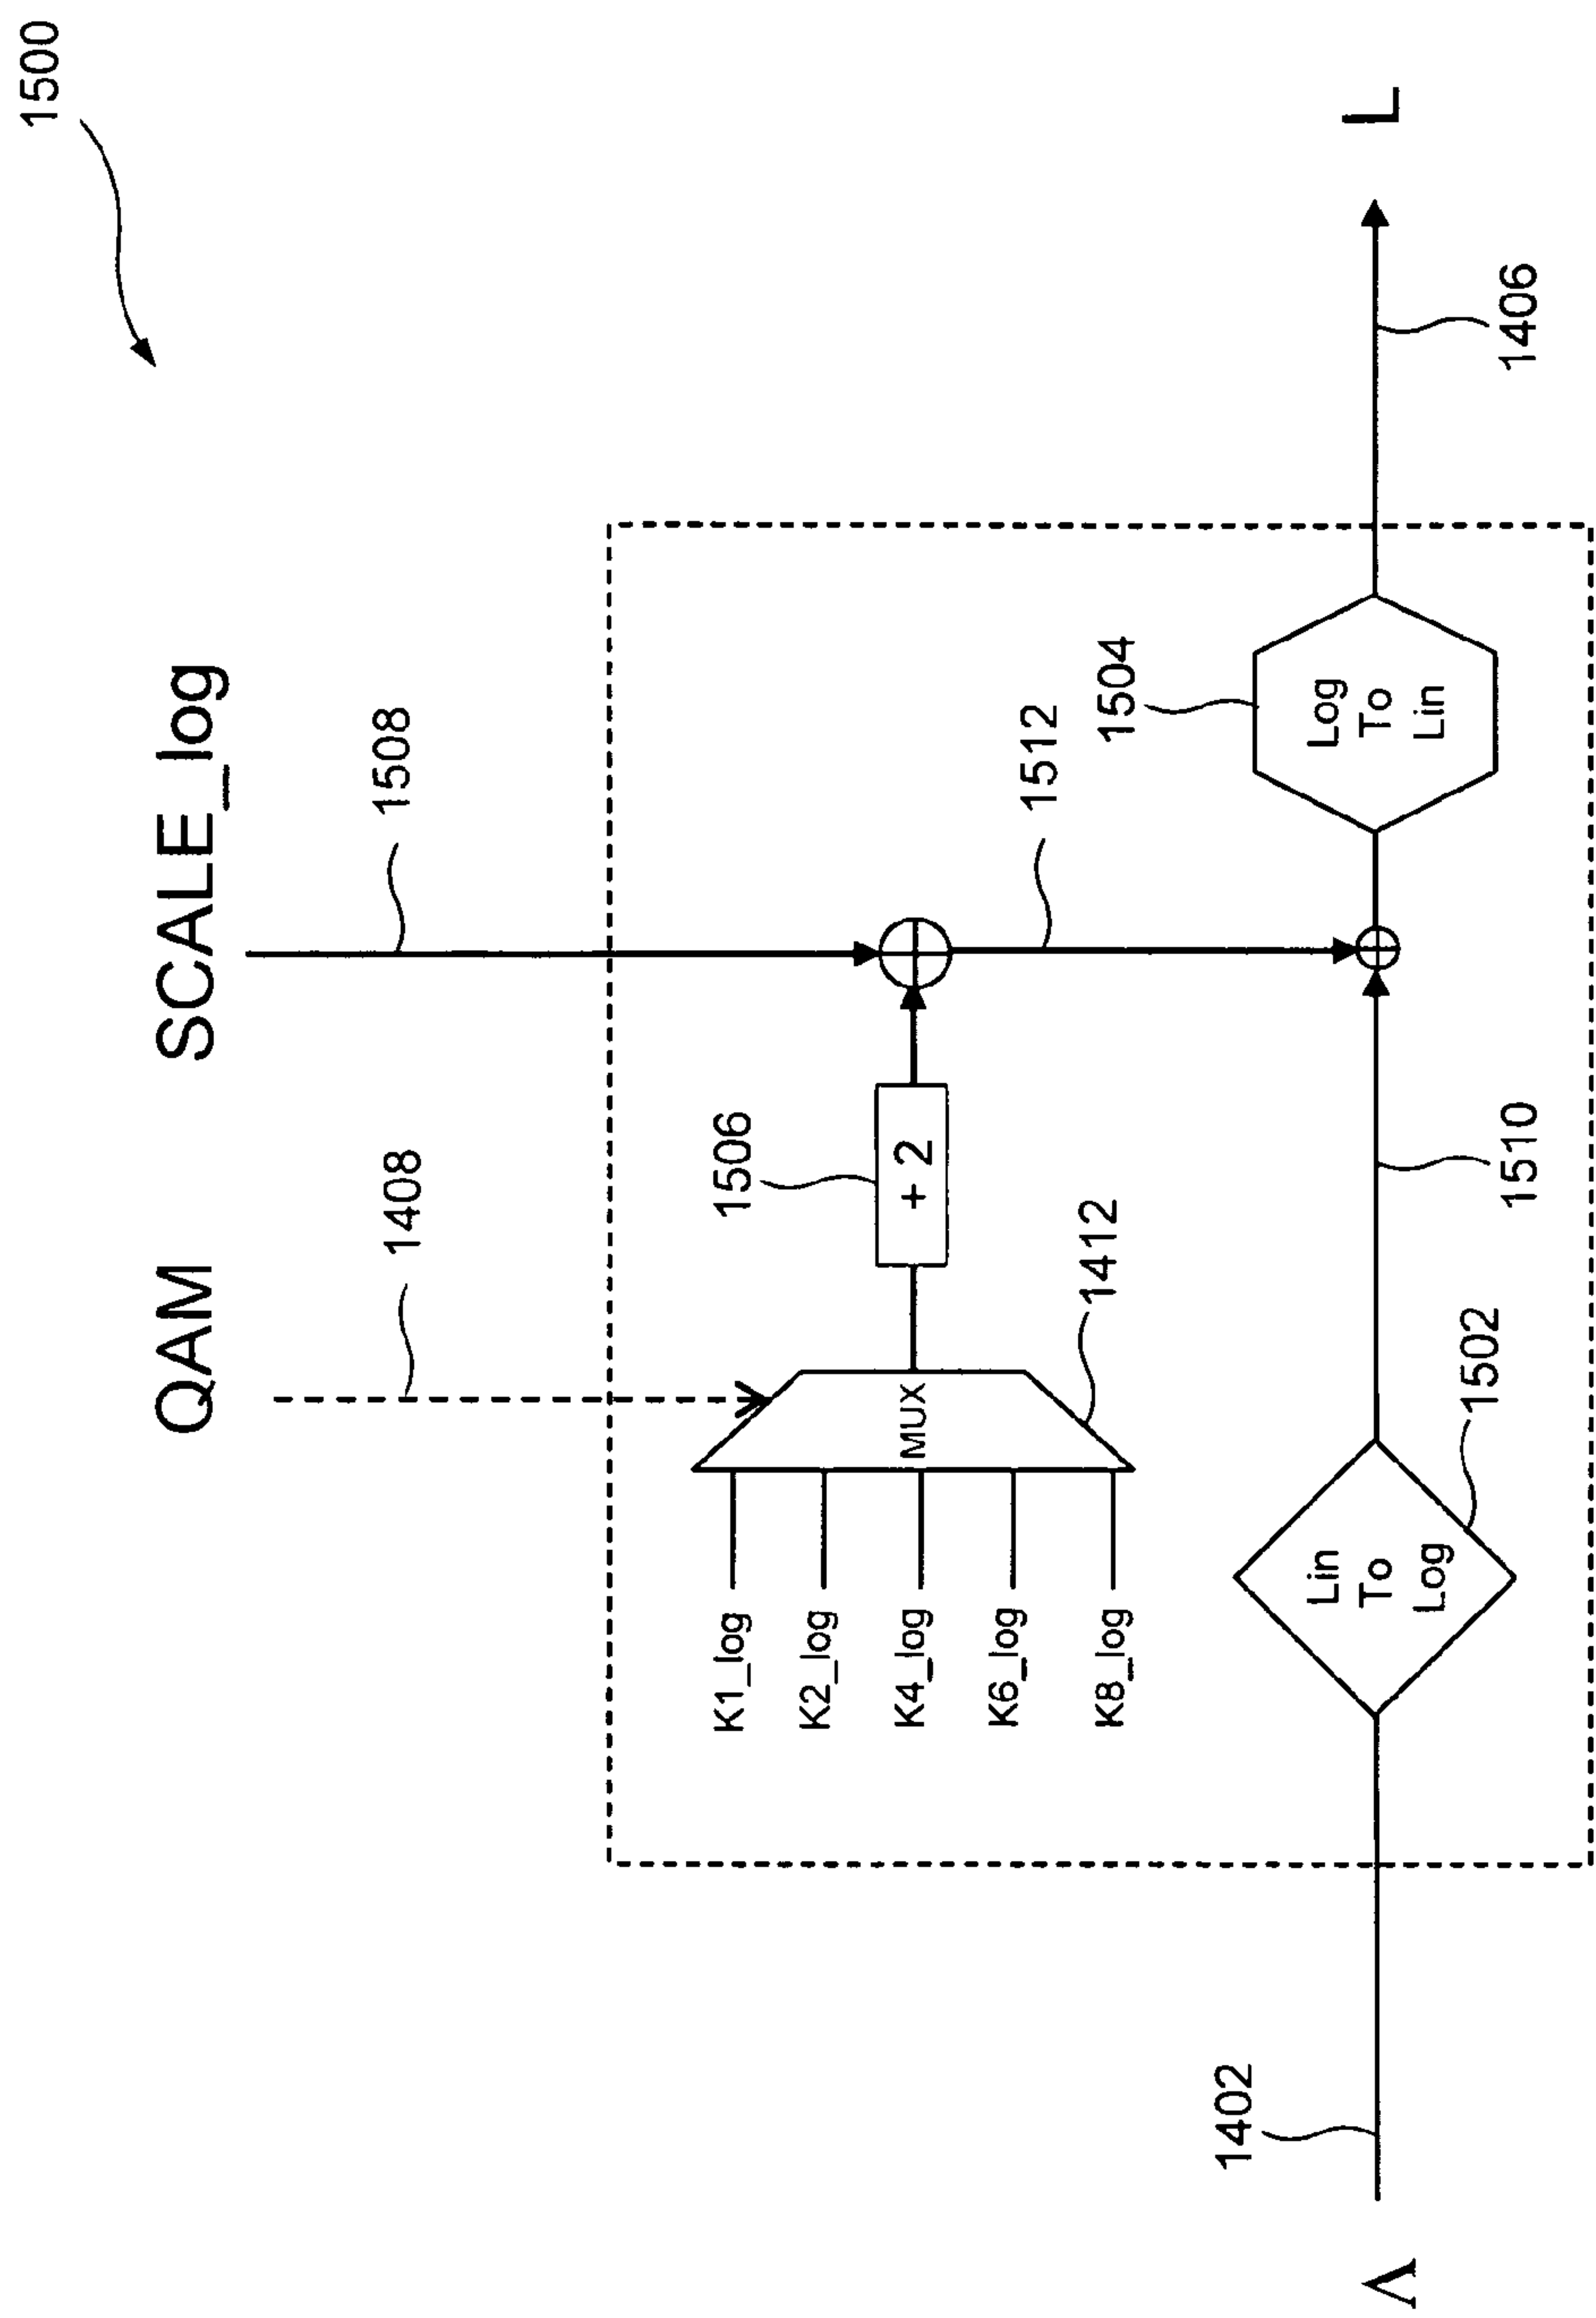 1500
QAM
SCALE_log
1408
1508
K1_log
K2_log
K4_log
K6_log
K8_log
MUX
1412
1506
+ 2
1512
1402
Λ
Lin
To
Log
1502
1510
1504
Log
To
Lin
1406
L